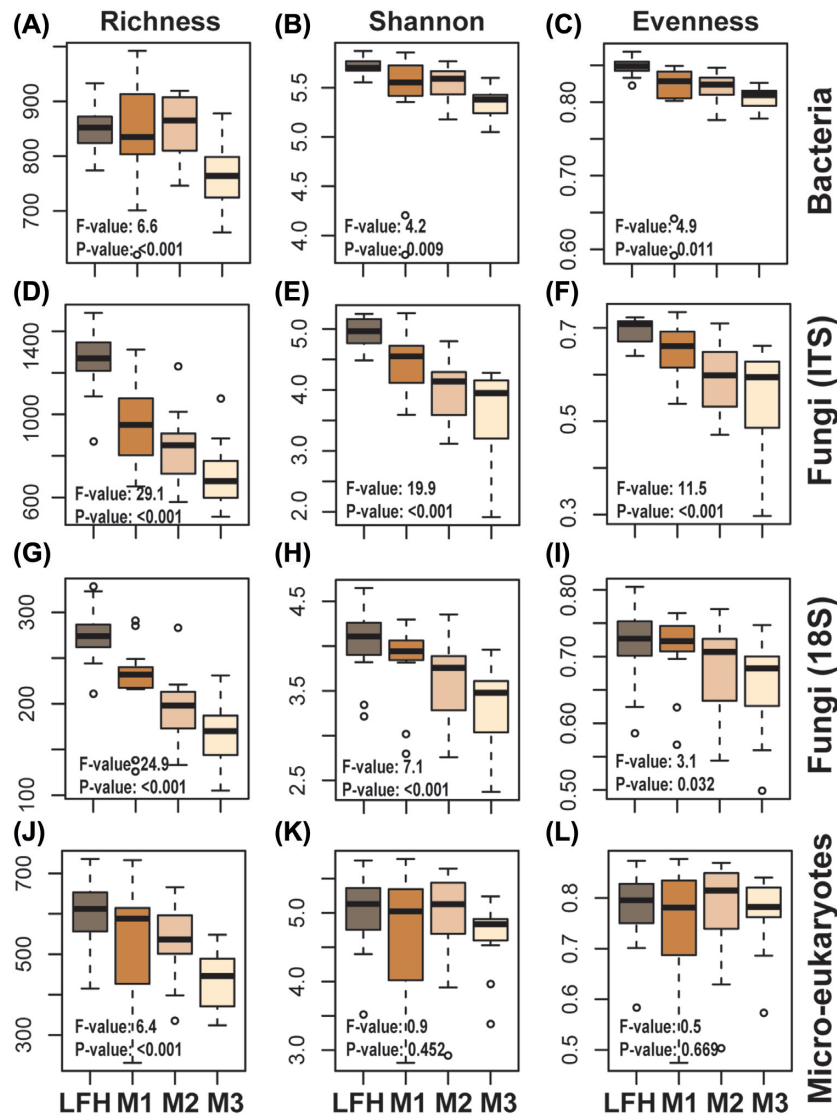 Richness Shannon Evenness
(A) (B) (C)
900
800
700
F-value: 6.6
P-value: <0.001
5.5
5.0
4.5
4.0
F-value: 4.2
P-value: 0.009
0.80
0.70
0.60
F-value: 4.9
P-value: 0.011
Bacteria
(D) (E) (F)
1400
1000
600
F-value: 29.1
P-value: <0.001
5.0
4.0
3.0
2.0
F-value: 19.9
P-value: <0.001
0.7
0.5
0.3
F-value: 11.5
P-value: <0.001
Fungi (ITS)
(G) (H) (I)
300
200
100
F-value: 24.9
P-value: <0.001
4.5
3.5
2.5
F-value: 7.1
P-value: <0.001
0.80
0.70
0.60
0.50
F-value: 3.1
P-value: 0.032
Fungi (18S)
(J) (K) (L)
700
500
300
F-value: 6.4
P-value: <0.001
5.0
4.0
3.0
F-value: 0.9
P-value: 0.452
0.8
0.7
0.6
0.5
F-value: 0.5
P-value: 0.669
Micro-eukaryotes
LFH M1 M2 M3 LFH M1 M2 M3 LFH M1 M2 M3